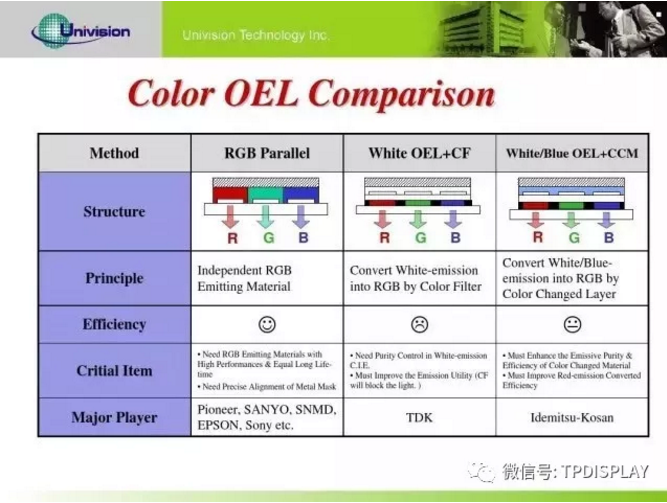 Univision
Univision Technology Inc.
Color OEL Comparison
Method
RGB Parallel
White OEL+CF
White/Blue OEL+CCM
Structure
R G B
R G B
R G B
Principle
Independent RGB
Emitting Material
Convert White-emission
into RGB by Color Filter
Convert White/Blue-
emission into RGB by
Color Changed Layer
Efficiency
Critial Item
• Need RGB Emitting Materials with
High Performances & Equal Long Life-
time
• Need Precise Alignment of Metal Mask
• Need Purity Control in White-emission
C.I.E.
• Must Improve the Emission Utility (CF
will block the light. )
• Must Enhance the Emissive Purity &
Efficiency of Color Changed Material
• Must Improve Red-emission Converted
Efficiency
Major Player
Pioneer, SANYO, SNMD,
EPSON, Sony etc.
TDK
Idemitsu-Kosan
微信号: TPDISPLAY